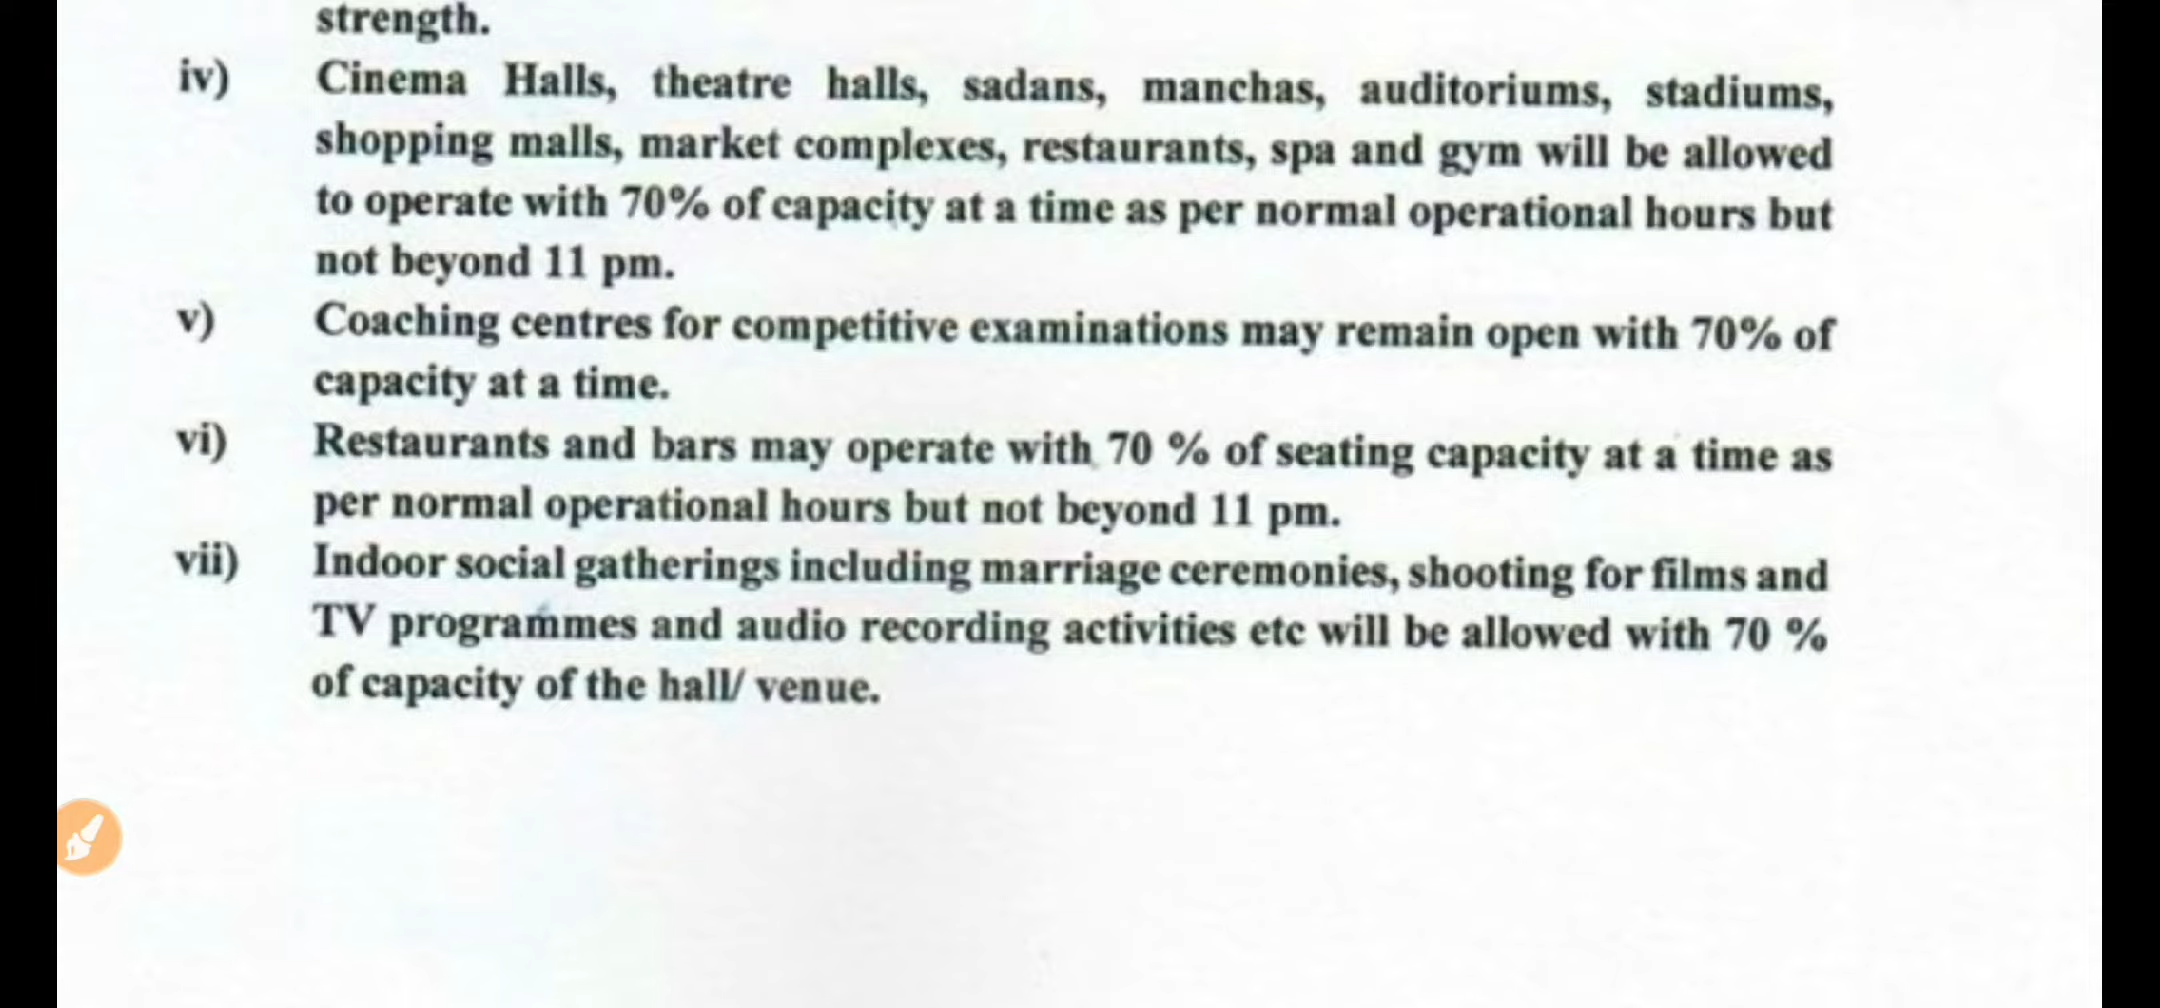 strength.
iv) Cinema Halls, theatre halls, sadans, manchas, auditoriums, stadiums,
shopping malls, market complexes, restaurants, spa and gym will be allowed
to operate with 70% of capacity at a time as per normal operational hours but
not beyond 11 pm.
v) Coaching centres for competitive examinations may remain open with 70% of
capacity at a time.
vi) Restaurants and bars may operate with 70 % of seating capacity at a time as
per normal operational hours but not beyond 11 pm.
vii) Indoor social gatherings including marriage ceremonies, shooting for films and
TV programmes and audio recording activities etc will be allowed with 70 %
of capacity of the hall/ venue.